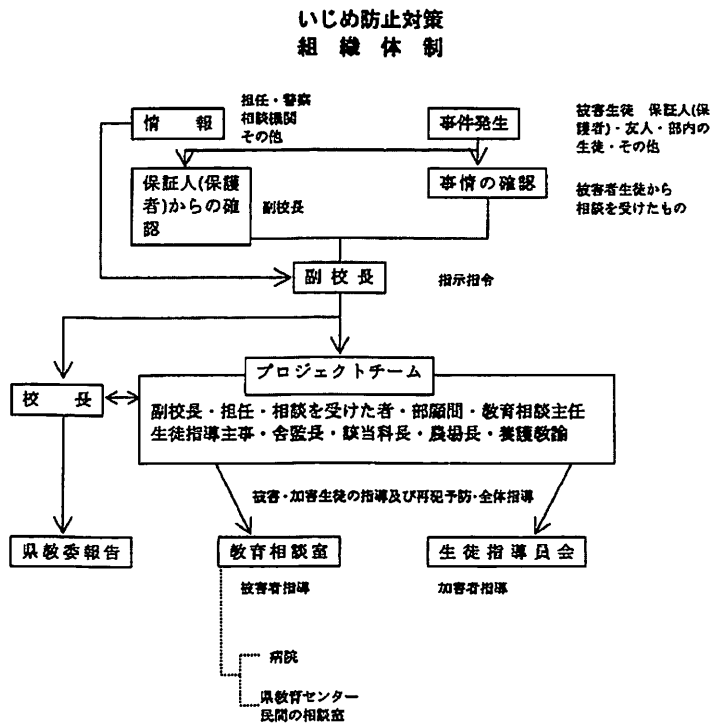 いじめ防止対策
組織体制
情報
担任・警察
相談機関
その他
事件発生
被害生徒 保証人(保
護者)・友人・部内の
生徒・その他
保証人(保護
者)からの確
認
副校長
事情の確認
被害者生徒から
相談を受けたもの
副校長
指示指令
プロジェクトチーム
校長
副校長・担任・相談を受けた者・部顧問・教育相談主任
生徒指導主事・舎監長・該当科長・農場長・養護教諭
被害・加害生徒の指導及び再犯予防・全体指導
県教委報告
教育相談室
生徒指導員会
被害者指導
加害者指導
病院
県教育センター
民間の相談室